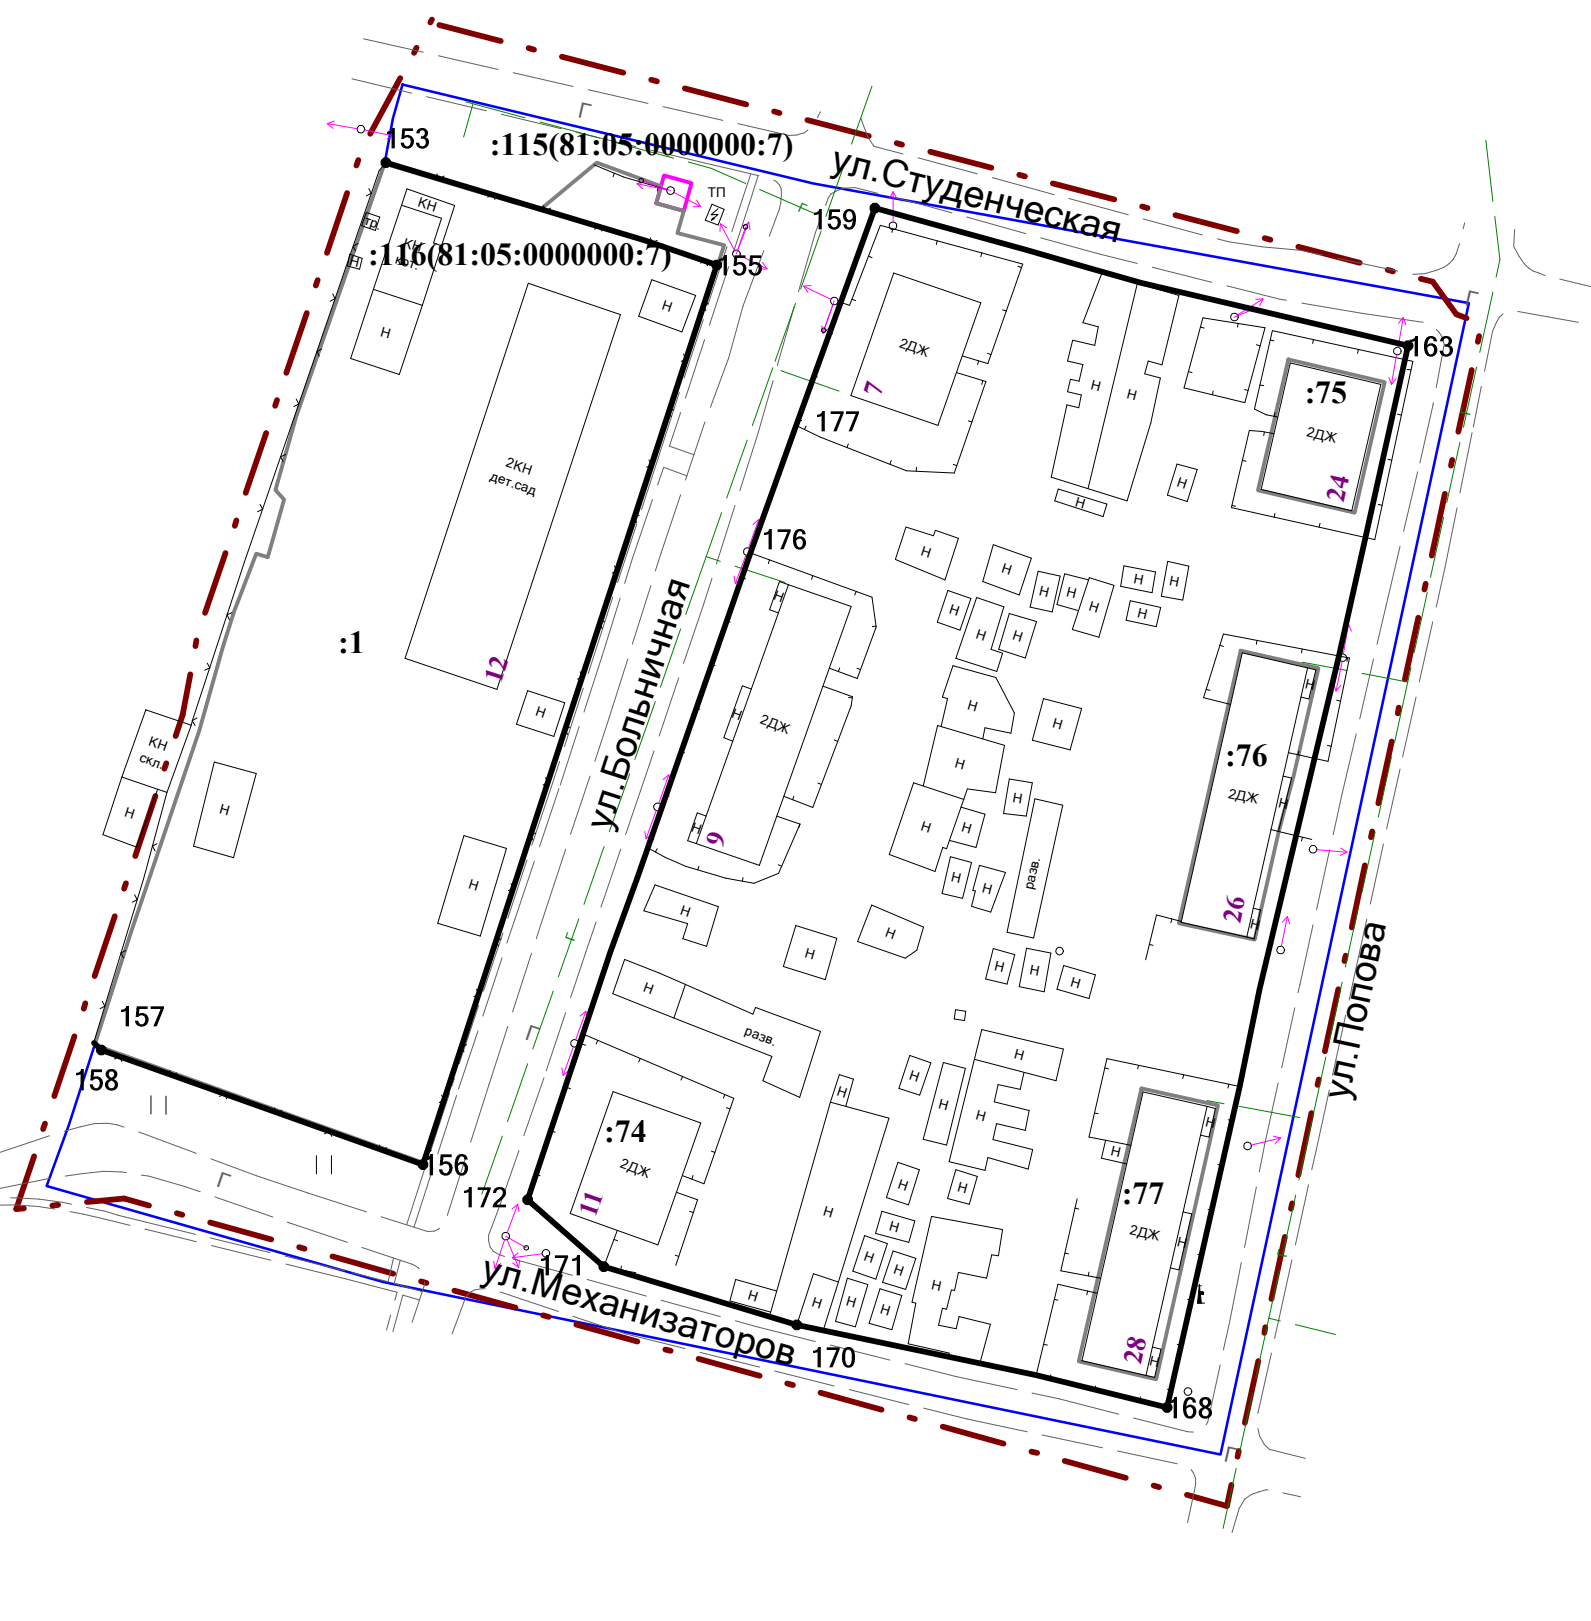 153
:115(81:05:0000000:7)
ул.Студенческая
ТП
159
КН
Тр.
КН
:116(81:05:0000000:7)
155
Н
Н
Н
163
2ДЖ
7
Н
Н
:75
2ДЖ
24
177
2КН
дет.сад
Н
Н
176
Н
Н
Н
Н
Н
Н
Н
Н
Н
Н
Н
Н
:1
12
ул.Больничная
Н
2ДЖ
Н
Н
9
Н
Н
Н
Н
:76
2ДЖ
Н
Н
26
Н
КН
скл.
Н
Н
Н
Н
Н
Н
Н
Н
разв.
Н
Н
Н
Н
Н
Н
Н
Н
разв.
ул.Попова
157
158
Н
Н
Н
Н
Н
:74
2ДЖ
11
156
172
171
ул.Механизаторов
170
Н
Н
Н
Н
Н
Н
Н
Н
Н
Н
Н
Н
Н
:77
2ДЖ
Н
Н
28
Н
168